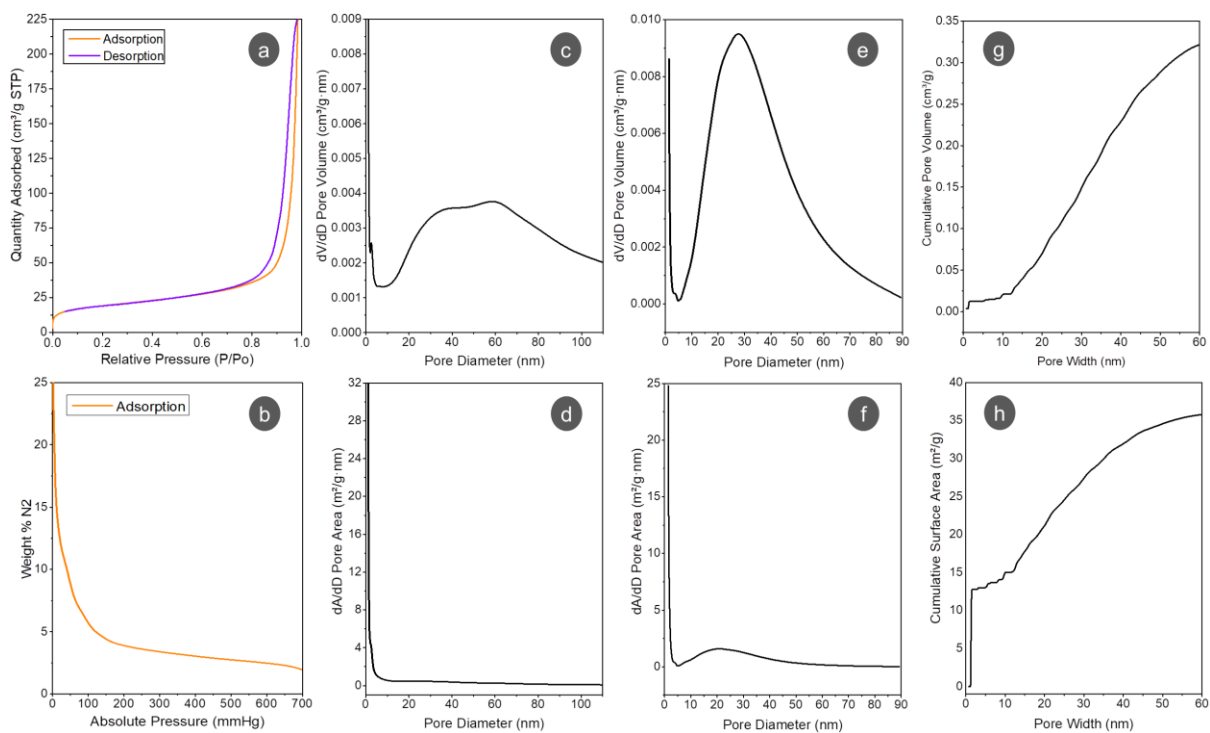 a
Adsorption
Desorption
Quantity Adsorbed (cm³/g STP)
225
200
175
150
125
100
75
50
25
0
0.0 0.2 0.4 0.6 0.8 1.0
Relative Pressure (P/Po)
c
dV/dD Pore Volume (cm³/g·nm)
0.009
0.008
0.007
0.006
0.005
0.004
0.003
0.002
0.001
0.000
0 20 40 60 80 100
Pore Diameter (nm)
e
dV/dD Pore Volume (cm³/g·nm)
0.010
0.008
0.006
0.004
0.002
0.000
0 10 20 30 40 50 60 70 80 90
Pore Diameter (nm)
g
Cumulative Pore Volume (cm³/g)
0.35
0.30
0.25
0.20
0.15
0.10
0.05
0.00
0 10 20 30 40 50 60
Pore Width (nm)
b
Adsorption
Weight % N2
25
20
15
10
5
0
0 100 200 300 400 500 600 700
Absolute Pressure (mmHg)
d
dA/dD Pore Area (m²/g·nm)
32
28
24
20
16
12
8
4
0
0 20 40 60 80 100
Pore Diameter (nm)
f
dA/dD Pore Area (m²/g·nm)
25
20
15
10
5
0
0 10 20 30 40 50 60 70 80 90
Pore Diameter (nm)
h
Cumulative Surface Area (m²/g)
40
35
30
25
20
15
10
5
0
0 10 20 30 40 50 60
Pore Width (nm)